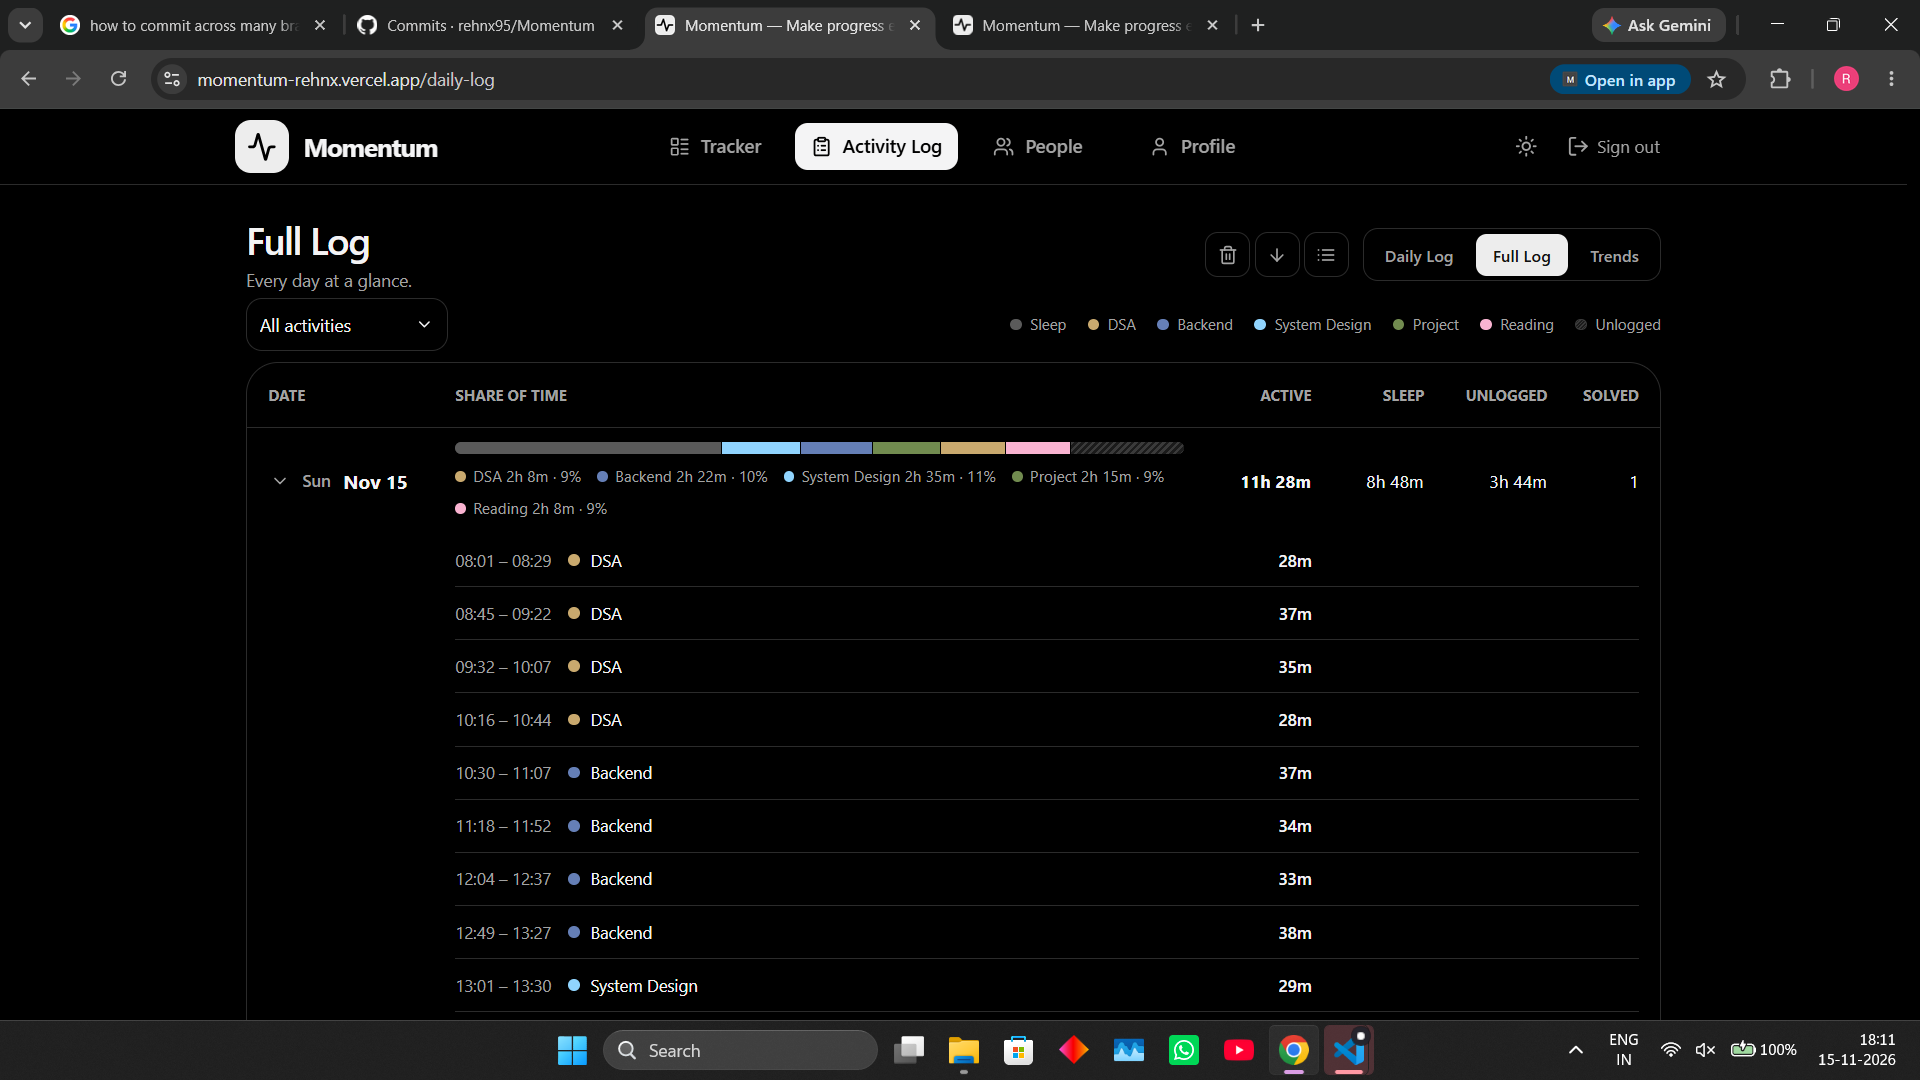 how to commit across many bra
Commits · rehnx95/Momentum
Momentum — Make progress e
Momentum — Make progress e
Ask Gemini
momentum-rehnx.vercel.app/daily-log
M
Open in app
R
Momentum
Tracker
Activity Log
People
Profile
Sign out
Full Log
Every day at a glance.
Daily Log
Full Log
Trends
All activities
Sleep
DSA
Backend
System Design
Project
Reading
Unlogged
DATE SHARE OF TIME ACTIVE SLEEP UNLOGGED SOLVED
Sun Nov 15
DSA 2h 8m · 9% Backend 2h 22m · 10% System Design 2h 35m · 11% Project 2h 15m · 9%
Reading 2h 8m · 9%
11h 28m 8h 48m 3h 44m 1
08:01 – 08:29 DSA 28m
08:45 – 09:22 DSA 37m
09:32 – 10:07 DSA 35m
10:16 – 10:44 DSA 28m
10:30 – 11:07 Backend 37m
11:18 – 11:52 Backend 34m
12:04 – 12:37 Backend 33m
12:49 – 13:27 Backend 38m
13:01 – 13:30 System Design 29m
Search
ENG
IN
100%
18:11
15-11-2026